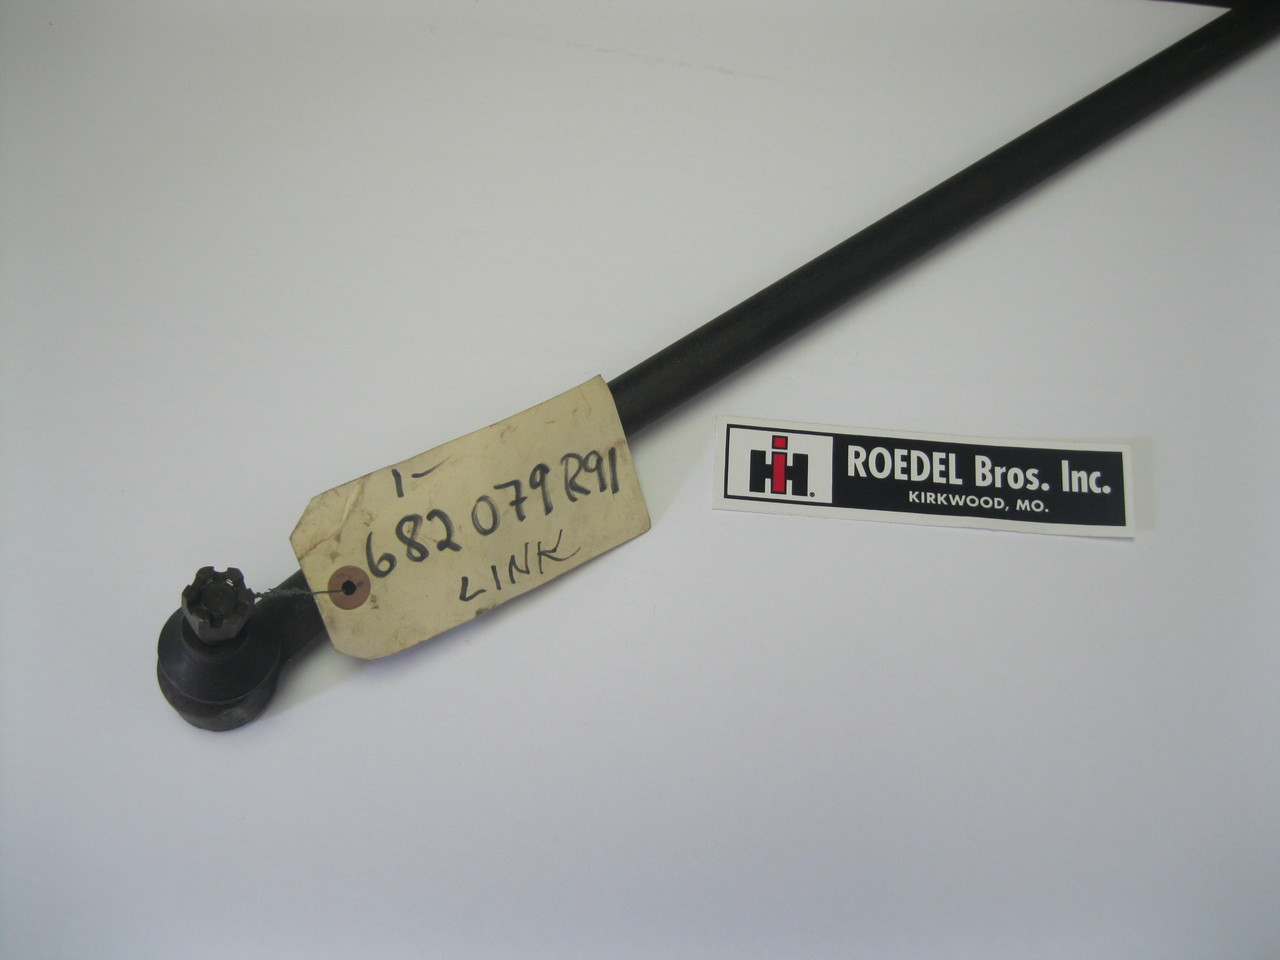 1-
682079R91
LINK
IH
ROEDEL Bros. Inc.
KIRKWOOD, MO.